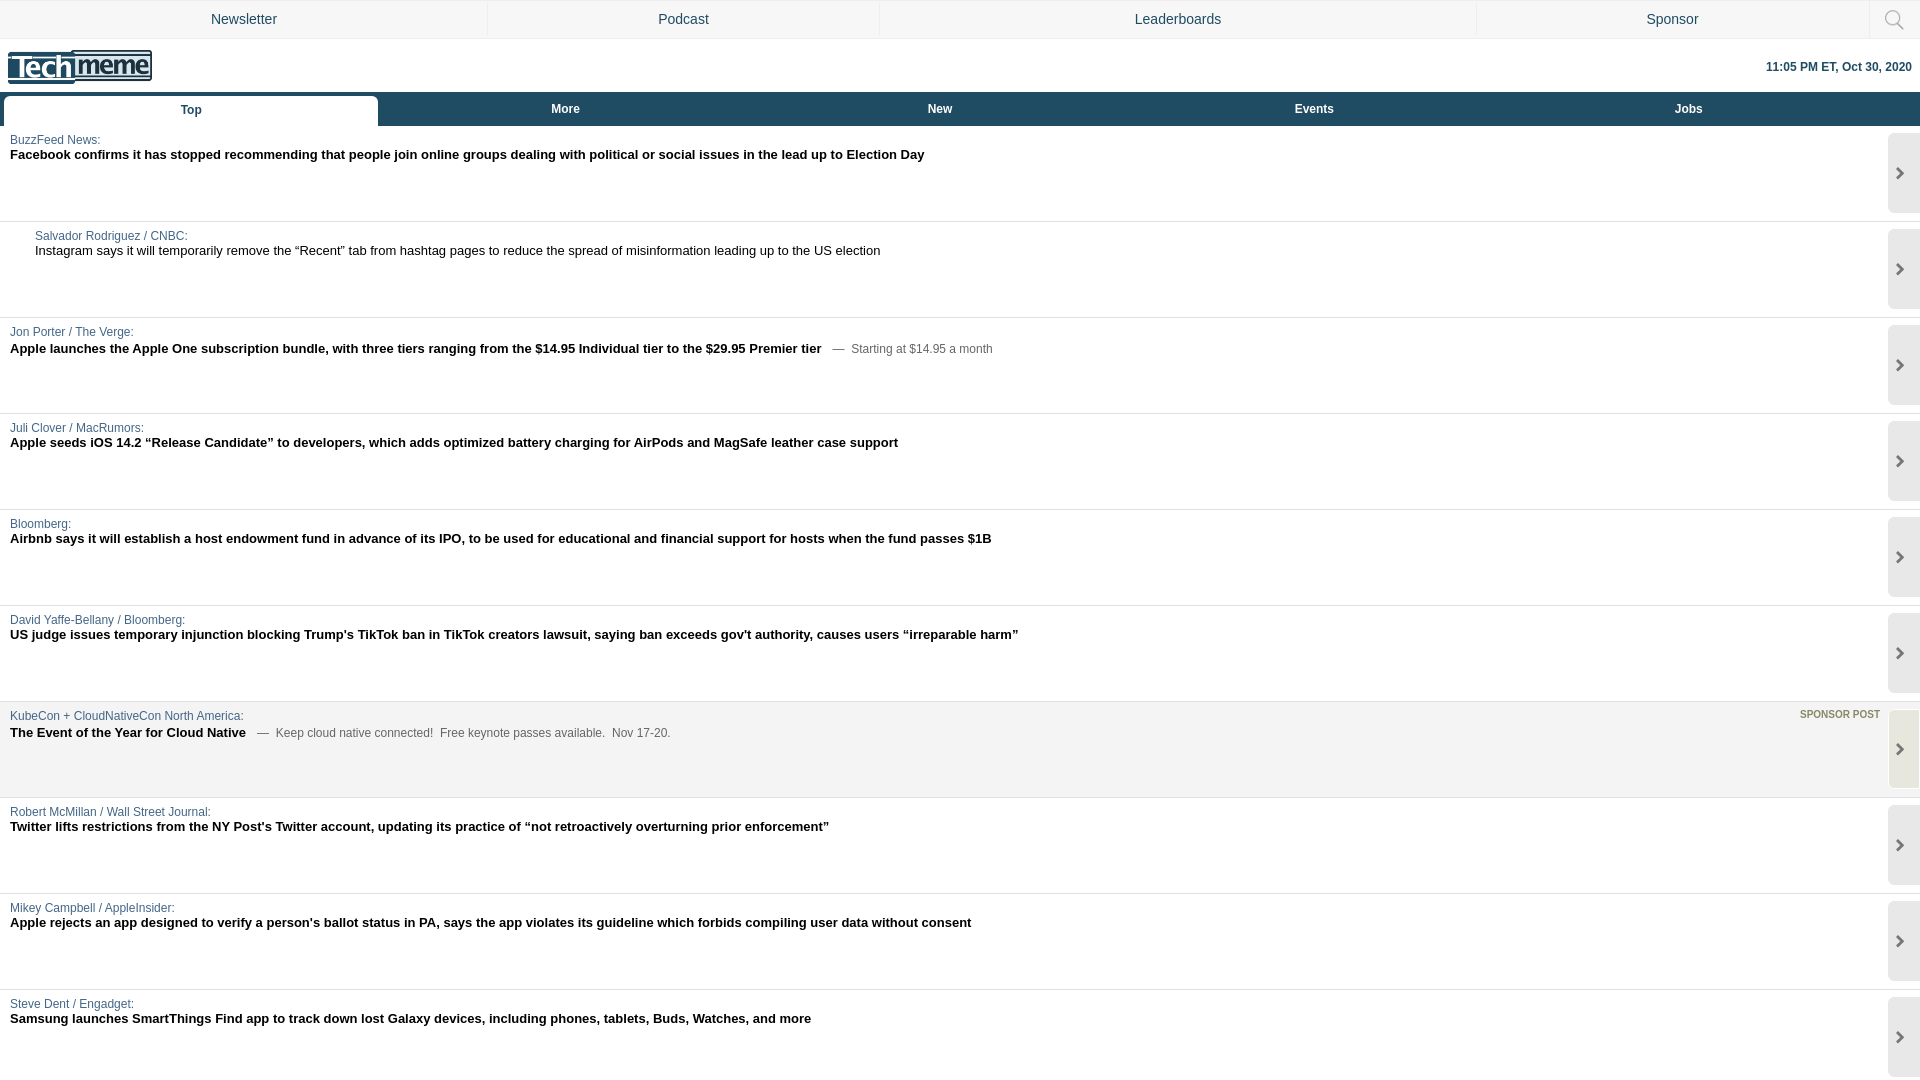 Newsletter
Podcast
Leaderboards
Sponsor
Techmeme
11:05 PM ET, Oct 30, 2020
Top
More
New
Events
Jobs
BuzzFeed News:
Facebook confirms it has stopped recommending that people join online groups dealing with political or social issues in the lead up to Election Day
Salvador Rodriguez / CNBC:
Instagram says it will temporarily remove the “Recent” tab from hashtag pages to reduce the spread of misinformation leading up to the US election
Jon Porter / The Verge:
Apple launches the Apple One subscription bundle, with three tiers ranging from the $14.95 Individual tier to the $29.95 Premier tier — Starting at $14.95 a month
Juli Clover / MacRumors:
Apple seeds iOS 14.2 “Release Candidate” to developers, which adds optimized battery charging for AirPods and MagSafe leather case support
Bloomberg:
Airbnb says it will establish a host endowment fund in advance of its IPO, to be used for educational and financial support for hosts when the fund passes $1B
David Yaffe-Bellany / Bloomberg:
US judge issues temporary injunction blocking Trump's TikTok ban in TikTok creators lawsuit, saying ban exceeds gov't authority, causes users “irreparable harm”
KubeCon + CloudNativeCon North America:
SPONSOR POST
The Event of the Year for Cloud Native — Keep cloud native connected! Free keynote passes available. Nov 17-20.
Robert McMillan / Wall Street Journal:
Twitter lifts restrictions from the NY Post's Twitter account, updating its practice of “not retroactively overturning prior enforcement”
Mikey Campbell / AppleInsider:
Apple rejects an app designed to verify a person's ballot status in PA, says the app violates its guideline which forbids compiling user data without consent
Steve Dent / Engadget:
Samsung launches SmartThings Find app to track down lost Galaxy devices, including phones, tablets, Buds, Watches, and more